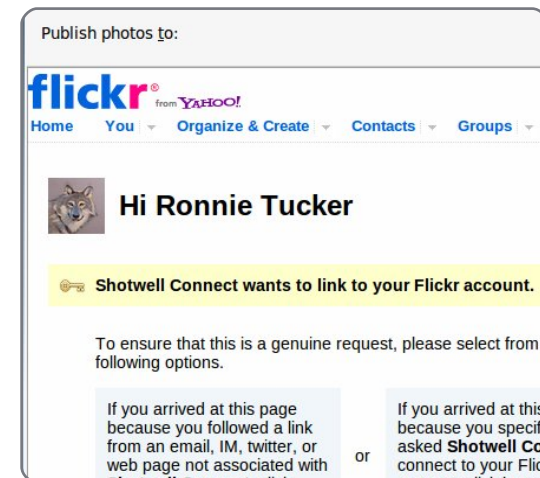 Publish photos to:
flickr® from YAHOO!
Home You Organize & Create Contacts Groups
Hi Ronnie Tucker
Shotwell Connect wants to link to your Flickr account.
To ensure that this is a genuine request, please select from
following options.
If you arrived at this page
because you followed a link
from an email, IM, twitter, or
web page not associated with
or
If you arrived at this
because you
asked Shotwell
connect to your